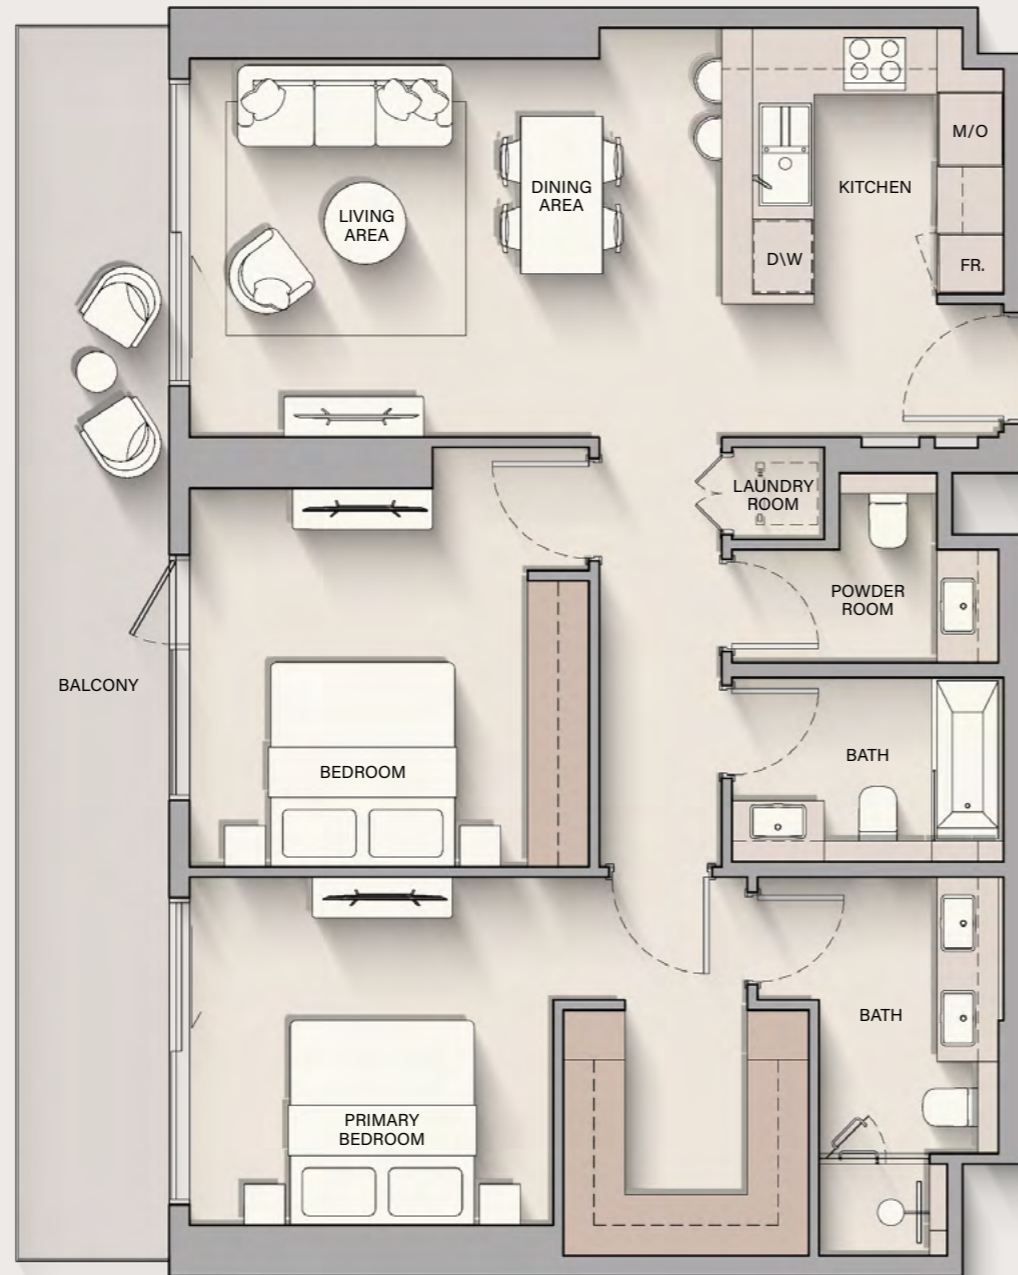 M/O
KITCHEN
DINING
AREA
LIVING
AREA
D\W
FR.
LAUNDRY
ROOM
POWDER
ROOM
BALCONY
BATH
BEDROOM
BATH
PRIMARY
BEDROOM